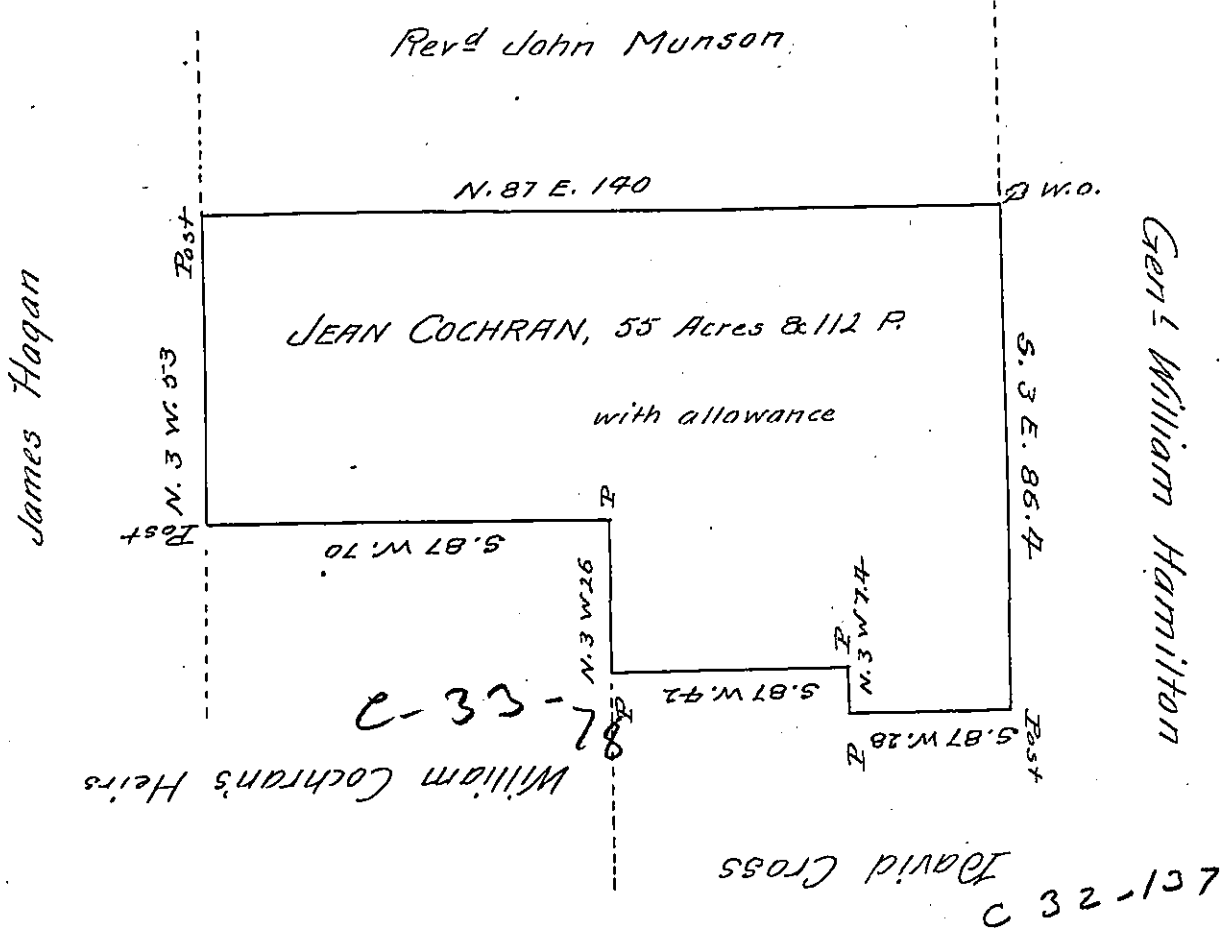 Revd John Munson
N. 87 E. 140
W.O.
Post
James Hagan
N. 3 W. 53
JEAN COCHRAN, 55 Acres & 112 P.
with allowance
S. 3 E. 86.4
Genl William Hamilton
Post
S. 87 W. 70
P
N. 3 W 26
P
N. 3 W 7.4
S. 87 W. 42
P
S. 87 W. 28
P
Post
C-33-78
William Cochran's Heirs
David Cross
C 32-137